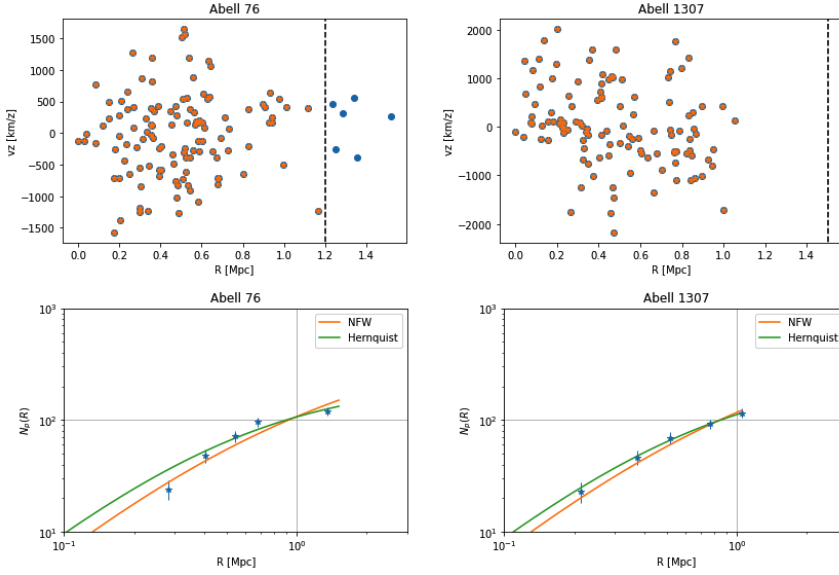 Abell 76
1500
1000
500
0
−500
−1000
−1500
vz [km/z]
0.0 0.2 0.4 0.6 0.8 1.0 1.2 1.4
R [Mpc]
Abell 1307
2000
1000
0
−1000
−2000
vz [km/z]
0.0 0.2 0.4 0.6 0.8 1.0 1.2 1.4
R [Mpc]
Abell 76
NFW
Hernquist
10³
10²
10¹
Nₚ(R)
10⁻¹ 10⁰
R [Mpc]
Abell 1307
NFW
Hernquist
10³
10²
10¹
Nₚ(R)
10⁻¹ 10⁰
R [Mpc]